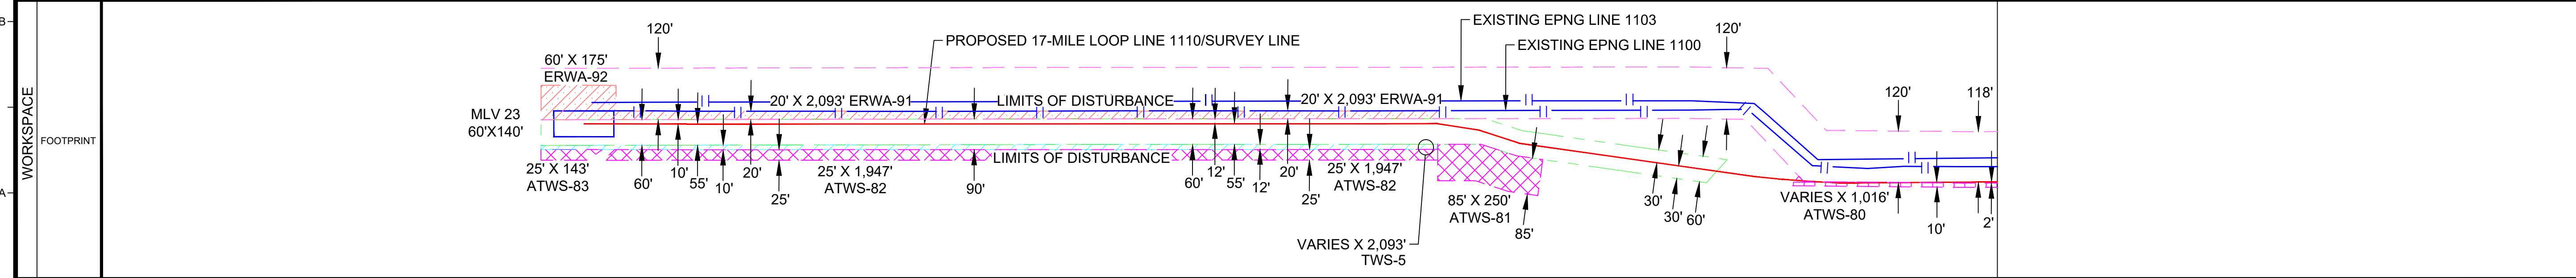 B
A
WORKSPACE
FOOTPRINT
120'
EXISTING EPNG LINE 1103
120'
PROPOSED 17-MILE LOOP LINE 1110/SURVEY LINE
EXISTING EPNG LINE 1100
60' X 175'
ERWA-92
120'
118'
20' X 2,093' ERWA-91
LIMITS OF DISTURBANCE
20' X 2,093' ERWA-91
MLV 23
60'X140'
LIMITS OF DISTURBANCE
25' X 143'
ATWS-83
60'
10'
55'
10'
20'
25'
25' X 1,947'
ATWS-82
90'
60'
12'
55'
12'
20'
25'
25' X 1,947'
ATWS-82
85' X 250'
ATWS-81
85'
30'
30'
60'
VARIES X 1,016'
ATWS-80
10'
2'
VARIES X 2,093'
TWS-5